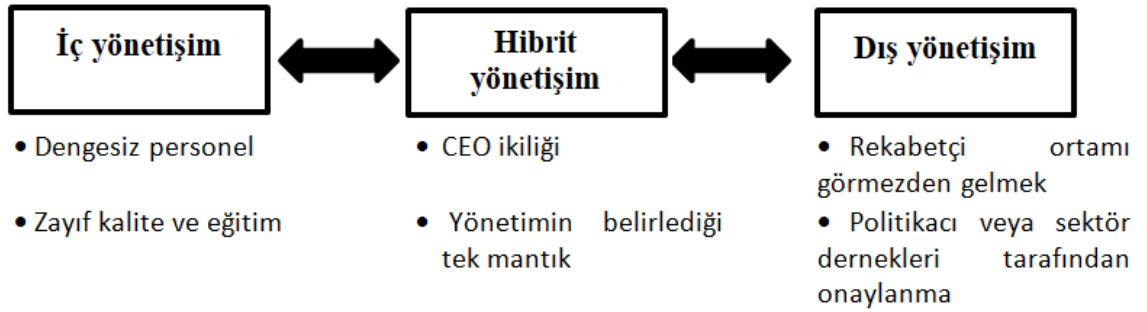 İç yönetişim
Hibrit
yönetişim
Dış yönetişim
• Dengesiz personel
• Zayıf kalite ve eğitim
• CEO ikiliği
• Yönetimin belirlediği
tek mantık
• Rekabetçi ortamı
görmezden gelmek
• Politikacı veya sektör
dernekleri tarafından
onaylanma